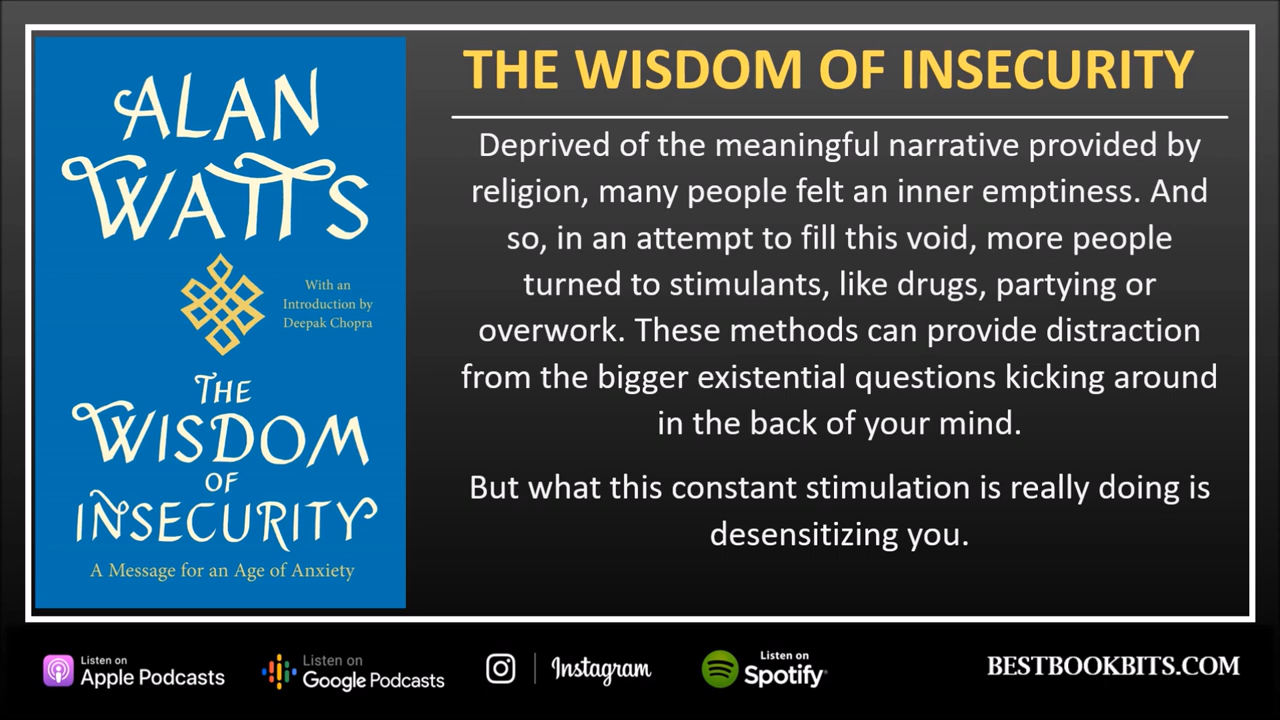 ALAN
WATTS
With an
Introduction by
Deepak Chopra
THE
WISDOM
OF
INSECURITY
A Message for an Age of Anxiety
THE WISDOM OF INSECURITY
Deprived of the meaningful narrative provided by
religion, many people felt an inner emptiness. And
so, in an attempt to fill this void, more people
turned to stimulants, like drugs, partying or
overwork. These methods can provide distraction
from the bigger existential questions kicking around
in the back of your mind.
But what this constant stimulation is really doing is
desensitizing you.
Listen on
Apple Podcasts
Listen on
Google Podcasts
Instagram
Listen on
Spotify
BESTBOOKBITS.COM